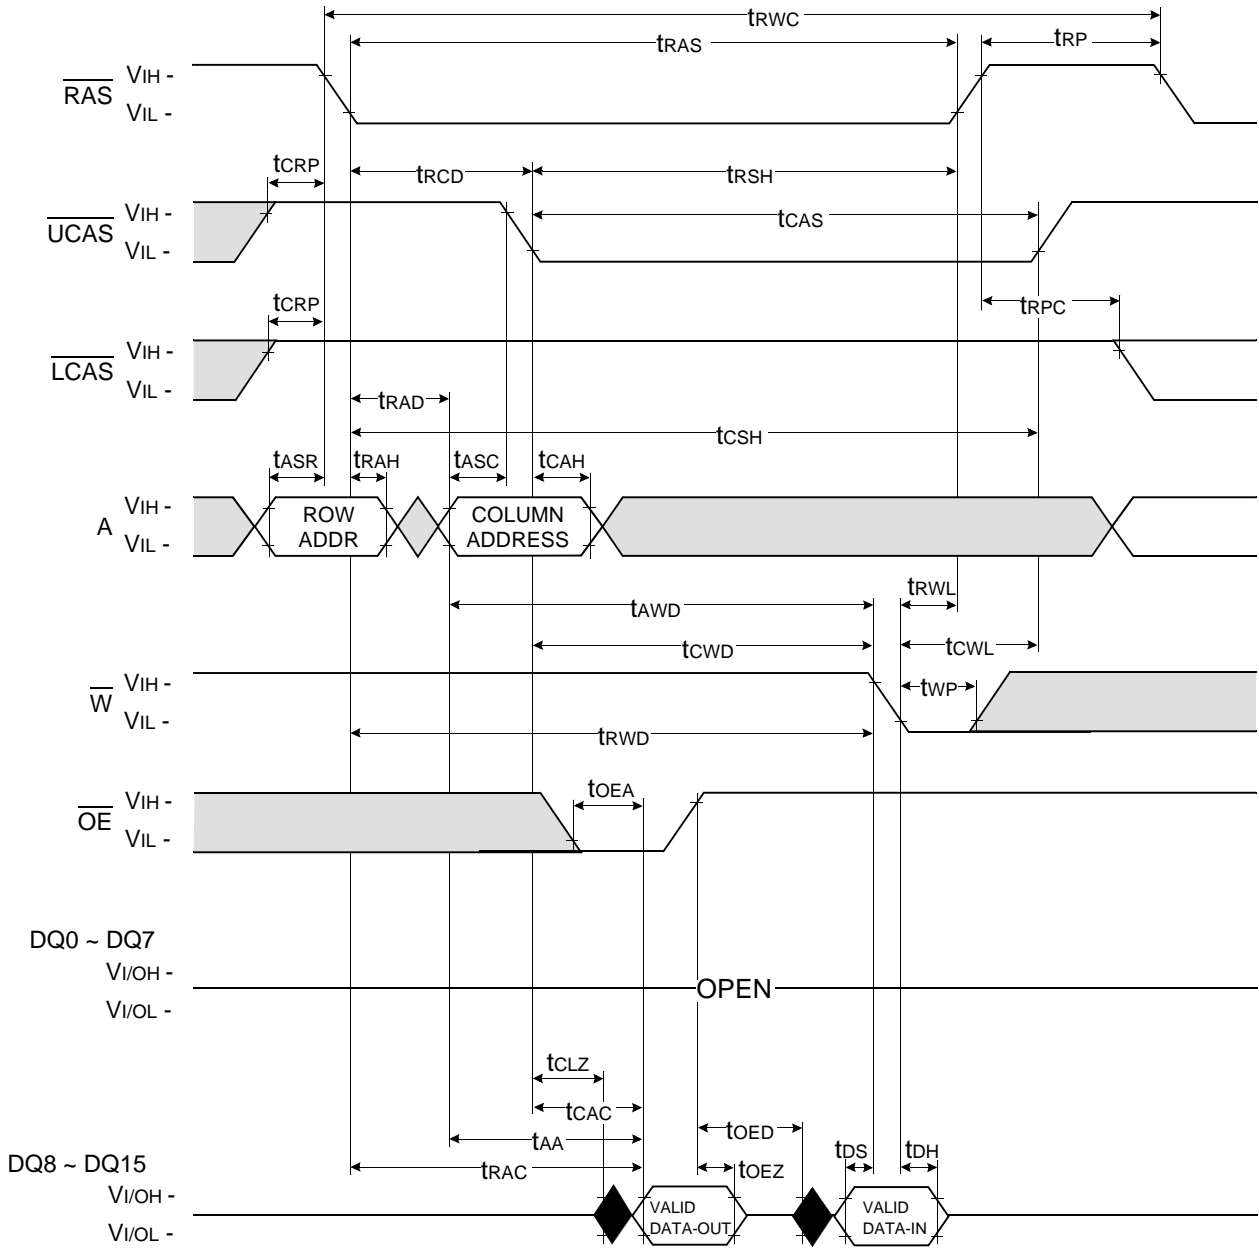 tRWC
tRAS
tRP
RAS
VIH -
VIL -
tCRP
tRCD
tRSH
UCAS
VIH -
VIL -
tCAS
tCRP
tRPC
LCAS
VIH -
VIL -
tRAD
tCSH
tASR
tRAH
tASC
tCAH
A
VIH -
VIL -
ROW
ADDR
COLUMN
ADDRESS
tRWL
tAWD
tCWD
tCWL
W
VIH -
VIL -
tWP
tRWD
OE
VIH -
VIL -
tOEA
DQ0 ~ DQ7
VI/OH -
VI/OL -
OPEN
tCLZ
tCAC
tAA
tOED
tDS
tDH
tRAC
tOEZ
DQ8 ~ DQ15
VI/OH -
VI/OL -
VALID
DATA-OUT
VALID
DATA-IN